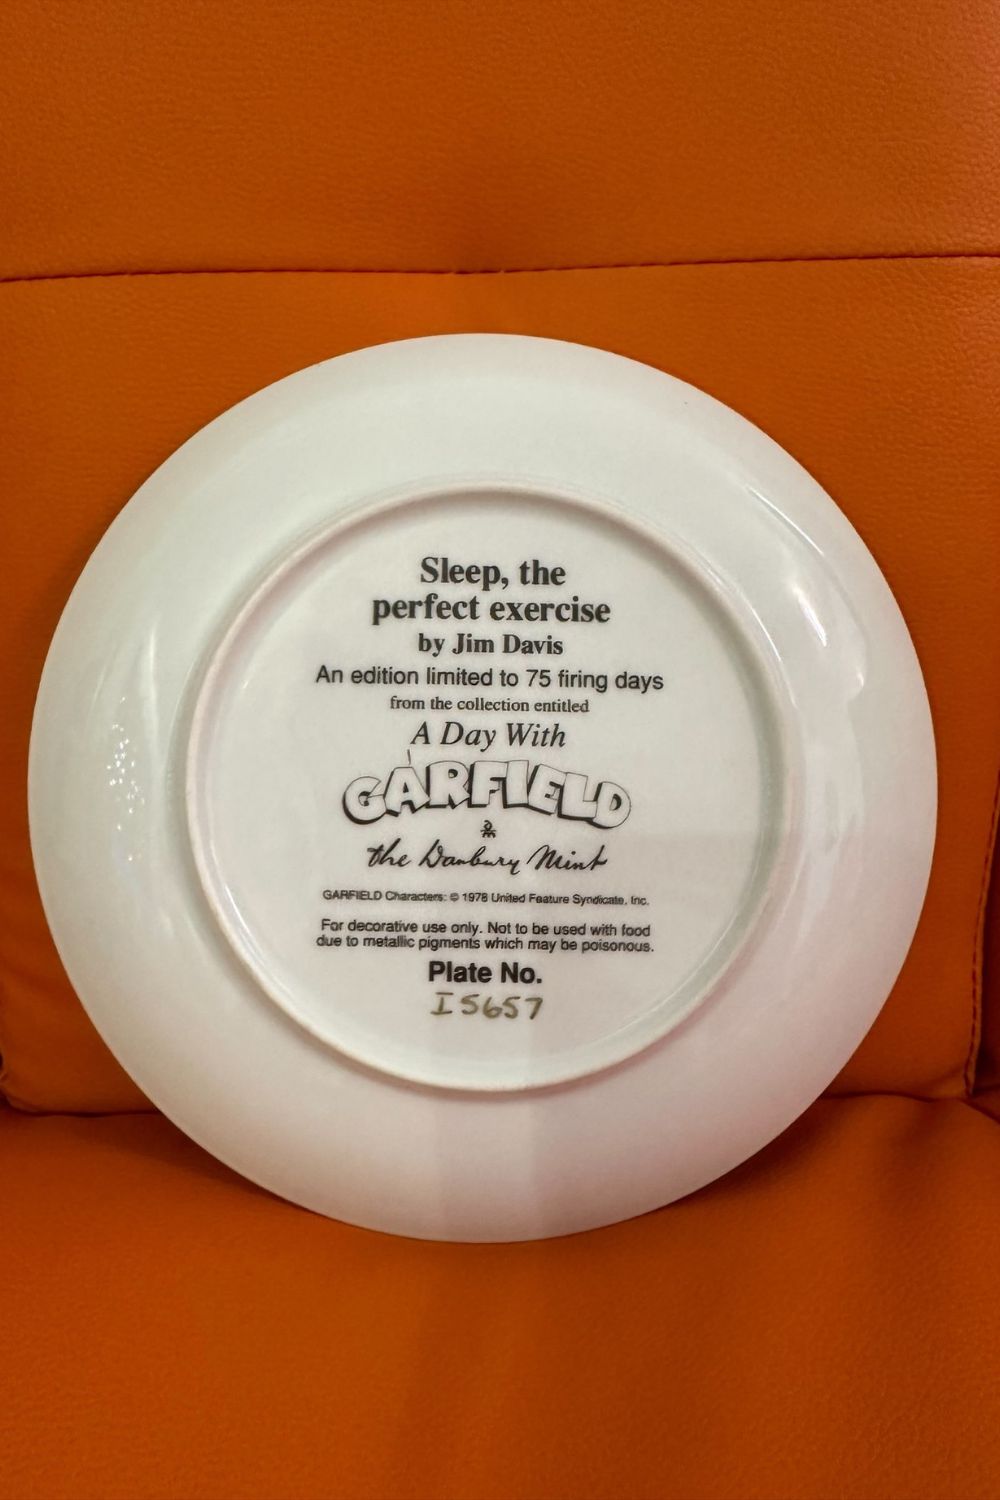 Sleep, the
perfect exercise
by Jim Davis
An edition limited to 75 firing days
from the collection entitled
A Day With
GARFIELD
the Danbury Mint
GARFIELD Characters: © 1978 United Feature Syndicate, Inc.
For decorative use only. Not to be used with food
due to metallic pigments which may be poisonous.
Plate No.
I5657